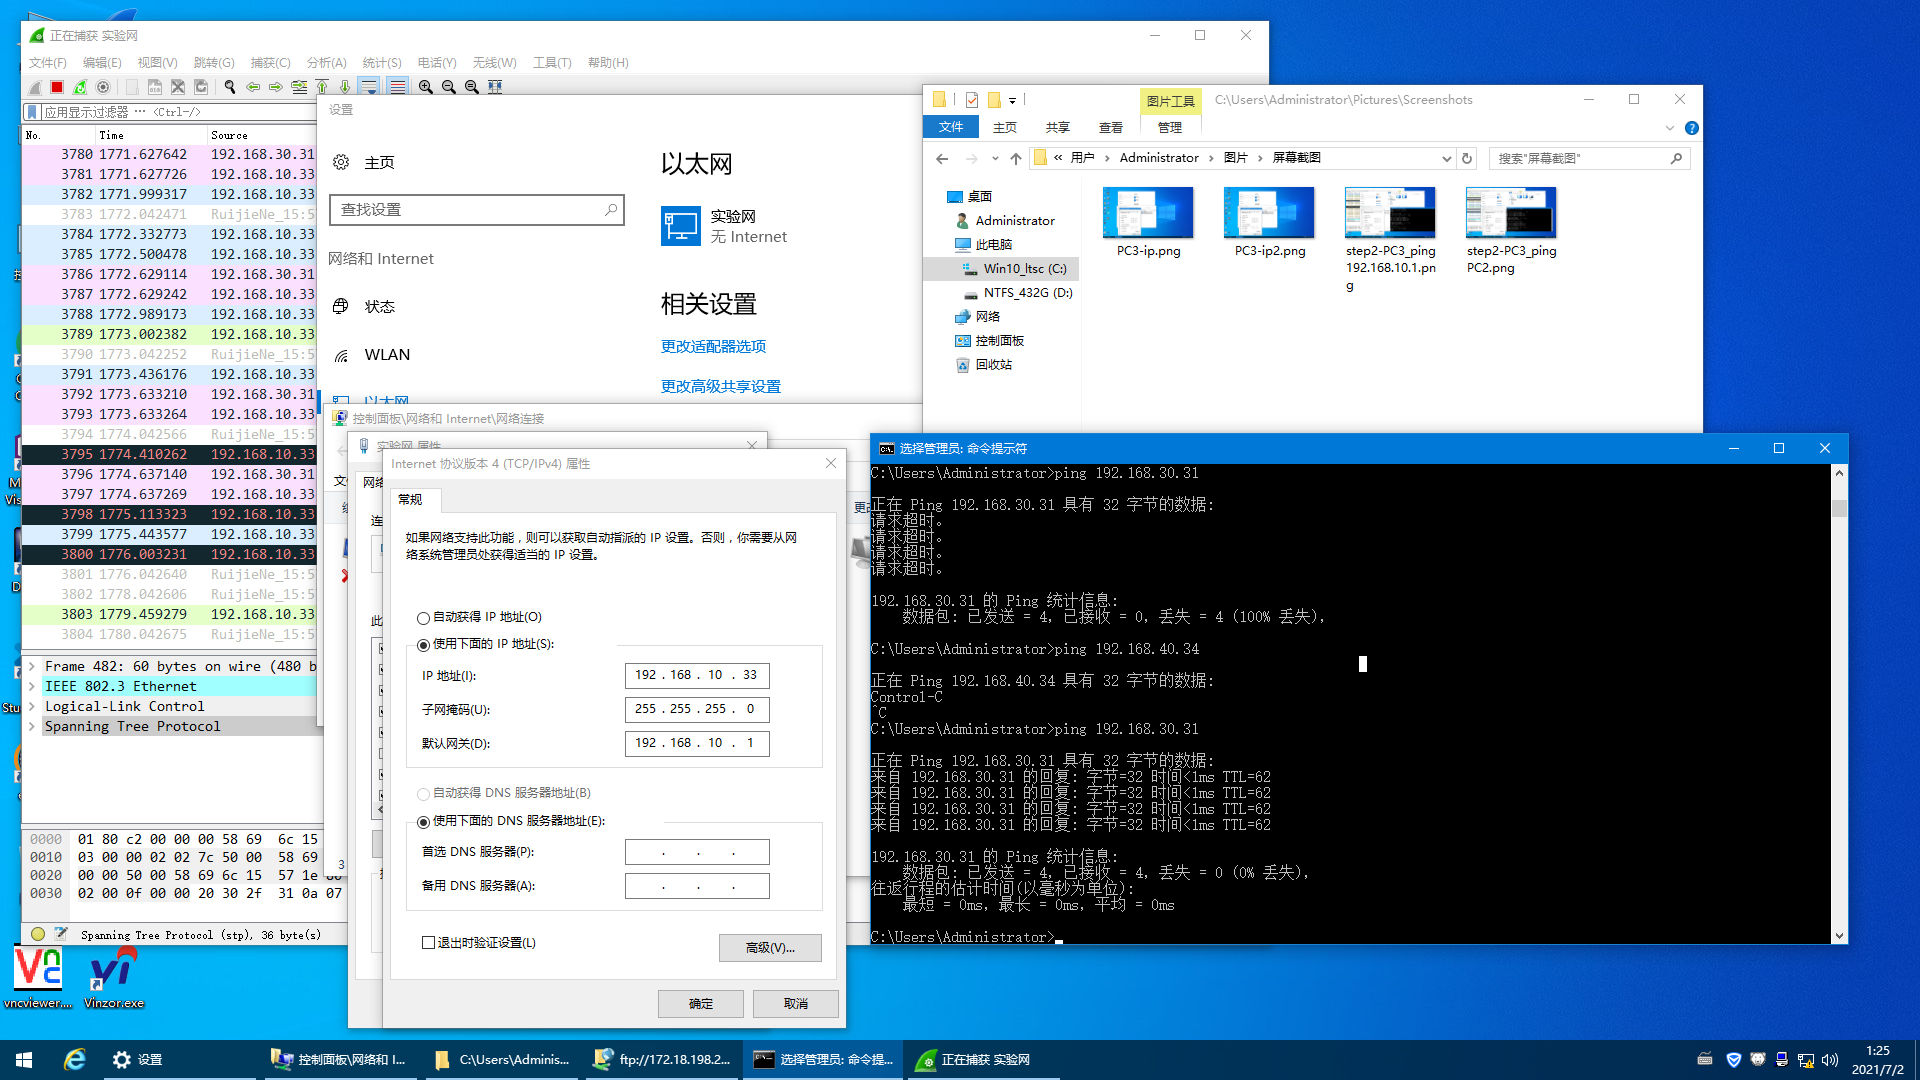 正在捕获 实验网
文件(F) 编辑(E) 视图(V) 跳转(G) 捕获(C) 分析(A) 统计(S) 电话(Y) 无线(W) 工具(T) 帮助(H)
应用显示过滤器 … <Ctrl-/>
No. Time Source
3780 1771.627642 192.168.30.31
3781 1771.627726 192.168.10.33
3782 1771.999317 192.168.10.33
3783 1772.042471 RuijieNe_15:5
3784 1772.332773 192.168.10.33
3785 1772.500478 192.168.10.33
3786 1772.629114 192.168.30.31
3787 1772.629242 192.168.10.33
3788 1772.989173 192.168.10.33
3789 1773.002382 192.168.10.33
3790 1773.042252 RuijieNe_15:5
3791 1773.436176 192.168.10.33
3792 1773.633210 192.168.30.31
3793 1773.633264 192.168.10.33
3794 1774.042566 RuijieNe_15:5
3795 1774.410262 192.168.10.33
3796 1774.637140 192.168.30.31
3797 1774.637269 192.168.10.33
3798 1775.113323 192.168.10.33
3799 1775.443577 192.168.10.33
3800 1776.003231 192.168.10.33
3801 1776.042640 RuijieNe_15:5
3802 1778.042606 RuijieNe_15:5
3803 1779.459279 192.168.10.33
3804 1780.042675 RuijieNe_15:5
Frame 482: 60 bytes on wire (480 b
IEEE 802.3 Ethernet
Logical-Link Control
Spanning Tree Protocol
0000 01 80 c2 00 00 00 58 69 6c 15
0010 03 00 00 02 02 7c 50 00 58 69
0020 00 00 50 00 58 69 6c 15 57 1e 86
0030 02 00 0f 00 00 20 30 2f 31 0a 07
Spanning Tree Protocol (stp), 36 byte(s)
设置
主页
查找设置
网络和 Internet
状态
WLAN
以太网
以太网
实验网
无 Internet
相关设置
更改适配器选项
更改高级共享设置
控制面板\网络和 Internet\网络连接
实验网 属性
Internet 协议版本 4 (TCP/IPv4) 属性
常规
如果网络支持此功能，则可以获取自动指派的 IP 设置。否则，你需要从网
络系统管理员处获得适当的 IP 设置。
自动获得 IP 地址(O)
使用下面的 IP 地址(S):
IP 地址(I): 192 . 168 . 10 . 33
子网掩码(U): 255 . 255 . 255 . 0
默认网关(D): 192 . 168 . 10 . 1
自动获得 DNS 服务器地址(B)
使用下面的 DNS 服务器地址(E):
首选 DNS 服务器(P): . . .
备用 DNS 服务器(A): . . .
退出时验证设置(L)
高级(V)...
确定 取消
图片工具 C:\Users\Administrator\Pictures\Screenshots
文件 主页 共享 查看 管理
« 用户 › Administrator › 图片 › 屏幕截图
搜索"屏幕截图"
桌面
Administrator
此电脑
Win10_ltsc (C:)
NTFS_432G (D:)
网络
控制面板
回收站
PC3-ip.png
PC3-ip2.png
step2-PC3_ping
192.168.10.1.pn
g
step2-PC3_ping
PC2.png
选择管理员: 命令提示符
C:\Users\Administrator>ping 192.168.30.31
正在 Ping 192.168.30.31 具有 32 字节的数据:
请求超时。
请求超时。
请求超时。
请求超时。
192.168.30.31 的 Ping 统计信息:
数据包: 已发送 = 4，已接收 = 0，丢失 = 4 (100% 丢失)，
C:\Users\Administrator>ping 192.168.40.34
正在 Ping 192.168.40.34 具有 32 字节的数据:
Control-C
^C
C:\Users\Administrator>ping 192.168.30.31
正在 Ping 192.168.30.31 具有 32 字节的数据:
来自 192.168.30.31 的回复: 字节=32 时间<1ms TTL=62
来自 192.168.30.31 的回复: 字节=32 时间<1ms TTL=62
来自 192.168.30.31 的回复: 字节=32 时间<1ms TTL=62
来自 192.168.30.31 的回复: 字节=32 时间<1ms TTL=62
192.168.30.31 的 Ping 统计信息:
数据包: 已发送 = 4，已接收 = 4，丢失 = 0 (0% 丢失)，
往返行程的估计时间(以毫秒为单位):
最短 = 0ms，最长 = 0ms，平均 = 0ms
C:\Users\Administrator>
vncviewer....
Vinzor.exe
设置
控制面板\网络和 I...
C:\Users\Adminis...
ftp://172.18.198.2...
选择管理员: 命令提...
正在捕获 实验网
1:25
2021/7/2